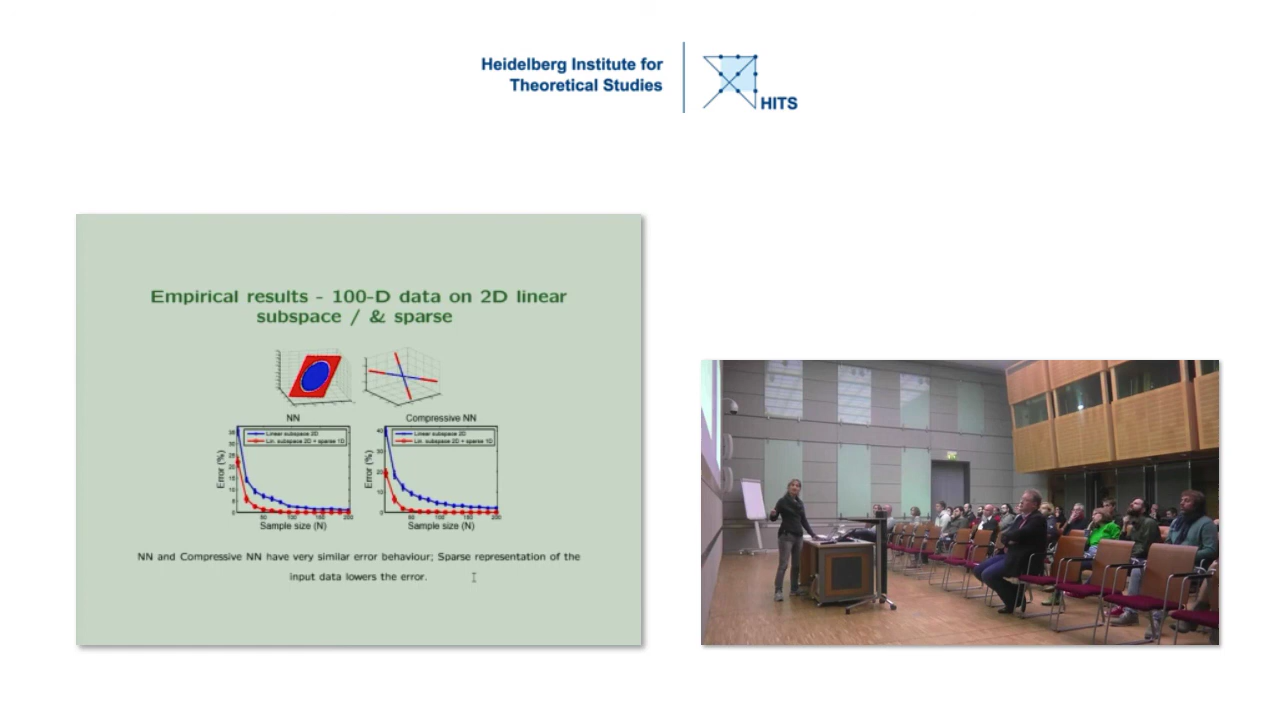 Heidelberg Institute for
Theoretical Studies
HITS
Empirical results - 100-D data on 2D linear
subspace / & sparse
NN
Compressive NN
Linear subspace 2D
Lin. subspace 2D + sparse 1D
Error (%)
Sample size (N)
Linear subspace 2D
Lin. subspace 2D + sparse 1D
Error (%)
Sample size (N)
NN and Compressive NN have very similar error behaviour; Sparse representation of the
input data lowers the error.